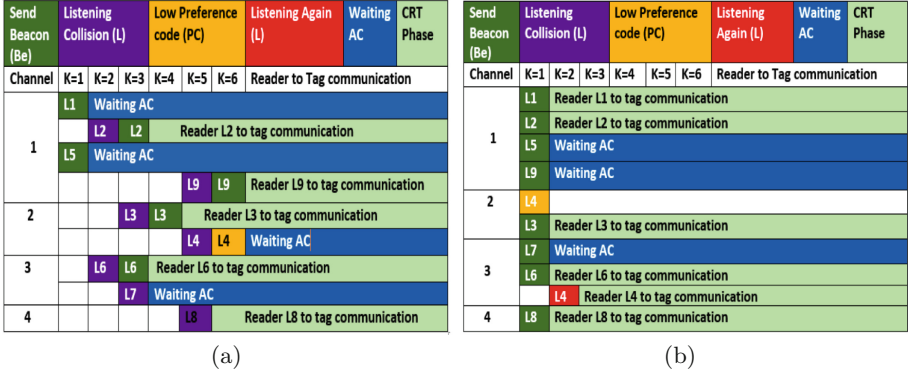 Send Beacon (Be) Listening Collision (L) Low Preference code (PC) Listening Again (L) Waiting AC CRT Phase
Channel K=1 K=2 K=3 K=4 K=5 K=6 Reader to Tag communication
L1 Waiting AC
L2 L2 Reader L2 to tag communication
1
L5 Waiting AC
L9 L9 Reader L9 to tag communication
2 L3 L3 Reader L3 to tag communication
L4 L4 Waiting AC
3 L6 L6 Reader L6 to tag communication
L7 Waiting AC
4 L8 Reader L8 to tag communication
(a)
Send Beacon (Be) Listening Collision (L) Low Preference code (PC) Listening Again (L) Waiting AC CRT Phase
Channel K=1 K=2 K=3 K=4 K=5 K=6 Reader to Tag communication
L1 Reader L1 to tag communication
L2 Reader L2 to tag communication
1
L5 Waiting AC
L9 Waiting AC
2 L4
L3 Reader L3 to tag communication
L7 Waiting AC
3 L6 Reader L6 to tag communication
L4 Reader L4 to tag communication
4 L8 Reader L8 to tag communication
(b)